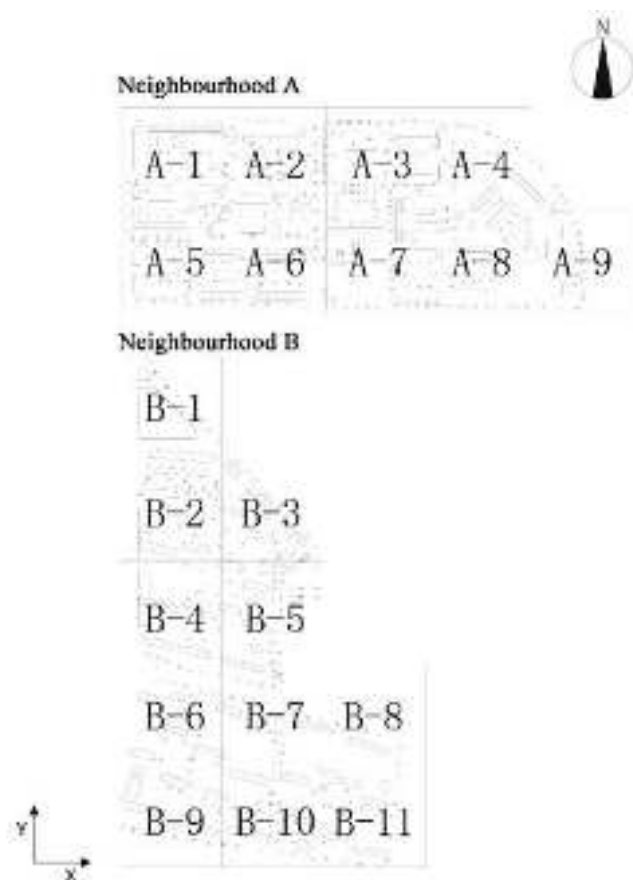 N
Neighbourhood A
A-1 A-2 A-3 A-4
A-5 A-6 A-7 A-8 A-9
Neighbourhood B
B-1
B-2 B-3
B-4 B-5
B-6 B-7 B-8
B-9 B-10 B-11
Y
X